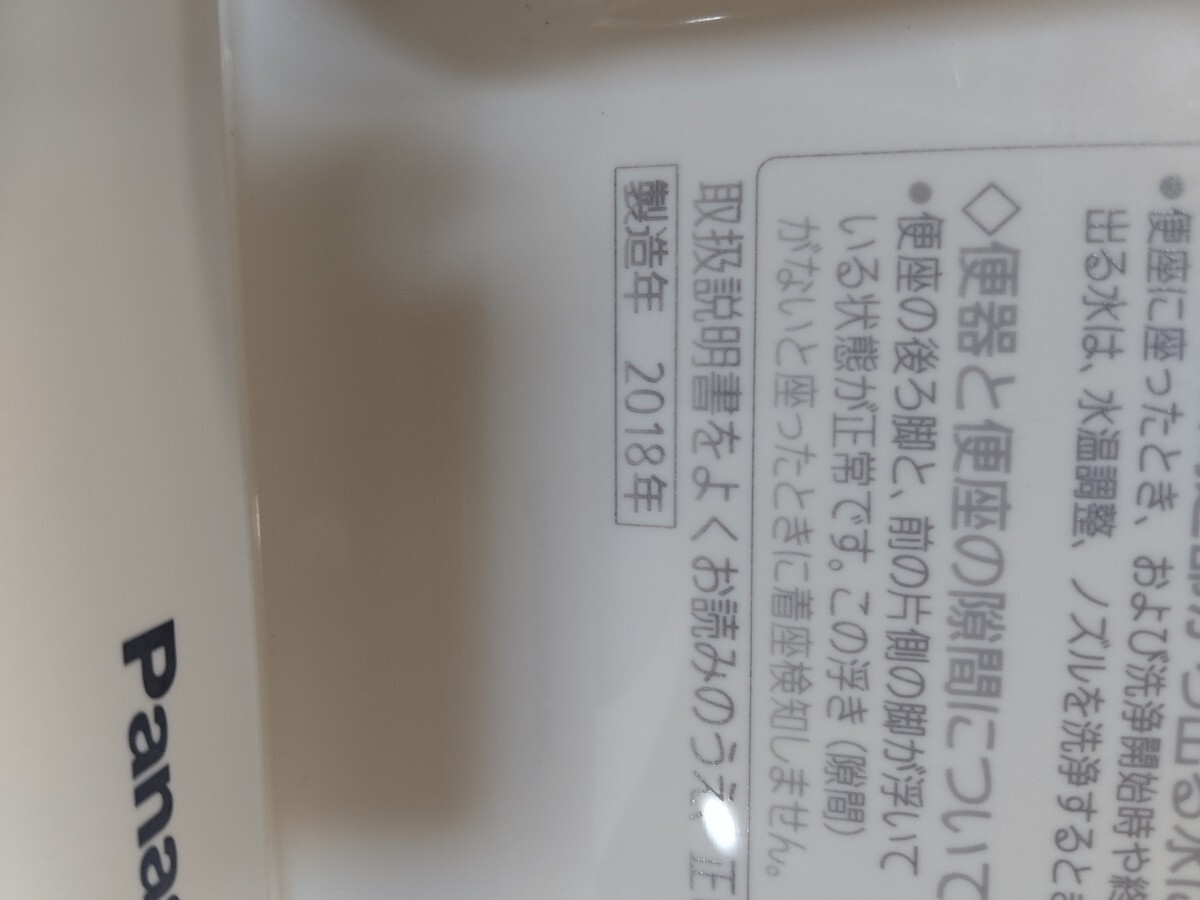 出る水は、水温調整、ノズルを洗浄すると
●便座に座ったとき、および洗浄開始時や終
◇便器と便座の隙間について
●便座の後ろ脚と、前の片側の脚が浮いて
いる状態が正常です。この浮き(隙間)
がないと座ったときに着座検知しません。
取扱説明書をよくお読みのうえ 正
製造年 2018年
Pana